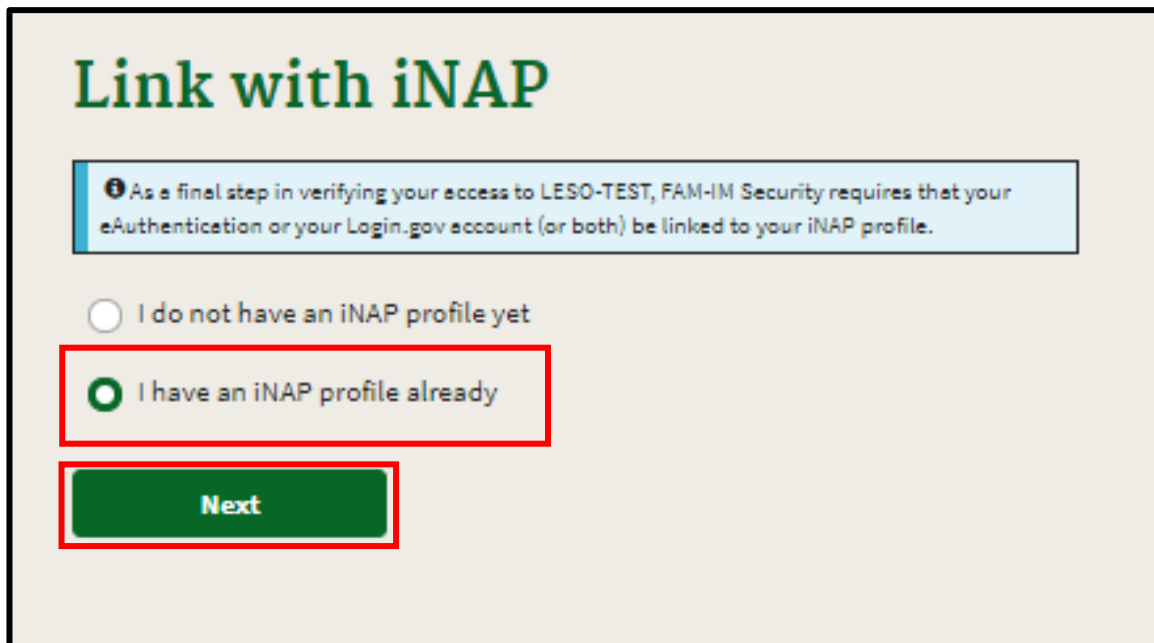 Link with iNAP
As a final step in verifying your access to LESO-TEST, FAM-IM Security requires that your
eAuthentication or your Login.gov account (or both) be linked to your iNAP profile.
I do not have an iNAP profile yet
I have an iNAP profile already
Next